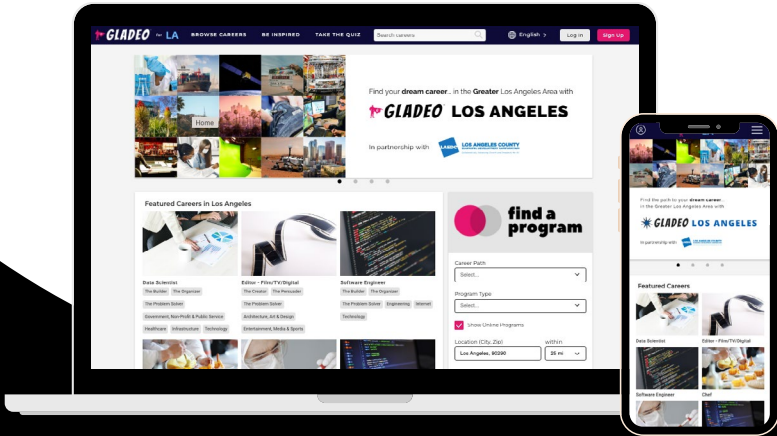 GLADEO for LA
BROWSE CAREERS
BE INSPIRED
TAKE THE QUIZ
Search careers
English >
Log In
Sign Up
Home
Find your dream career... in the Greater Los Angeles Area with
GLADEO LOS ANGELES
In partnership with
LAEDC
LOS ANGELES COUNTY
Featured Careers in Los Angeles
Data Scientist
The Builder
The Organizer
The Problem Solver
Government, Non-Profit & Public Service
Healthcare
Infrastructure
Technology
Editor - Film/TV/Digital
The Creator
The Persuader
The Problem Solver
Architecture, Art & Design
Entertainment, Media & Sports
Software Engineer
The Builder
The Organizer
The Problem Solver
Engineering
Internet
Technology
find a
program
Career Path
Select...
Program Type
Select...
Show Online Programs
Location (City, Zip)
within
Los Angeles, 90290
25 mi
Find the path to your dream career...
in the Greater Los Angeles Area with
GLADEO LOS ANGELES
In partnership with
Featured Careers
Data Scientist
Editor - Film/TV/Digital
Software Engineer
Chef